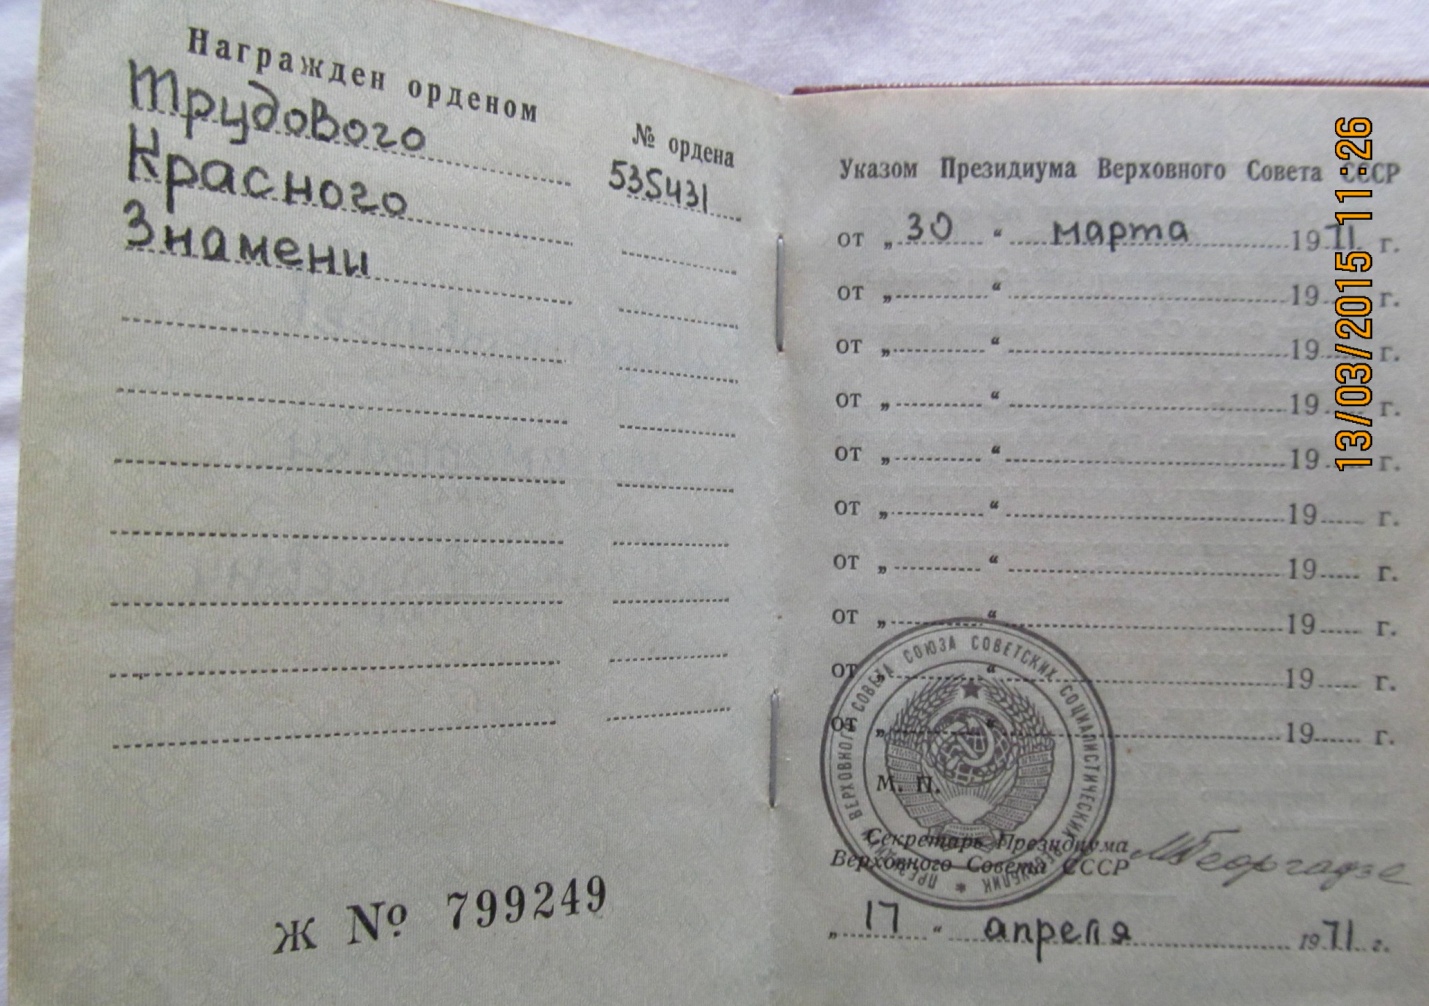 Награжден орденом
№ ордена
Трудового
535431
Красного
Знамени
Ж № 799249
Указом Президиума Верховного Совета СССР
от „ 30 “ марта 1971 г.
от „ “ 19 г.
от „ “ 19 г.
от „ “ 19 г.
от „ “ 19 г.
от „ “ 19 г.
от „ “ 19 г.
от „ “ 19 г.
от „ “ 19 г.
от „ “ 19 г.
М. П.
ПРЕЗИДИУМ ВЕРХОВНОГО СОВЕТА СОЮЗА СОВЕТСКИХ СОЦИАЛИСТИЧЕСКИХ РЕСПУБЛИК
Секретарь Президиума
Верховного Совета СССР
МГеоргадзе
„ 17 “ апреля 1971 г.
13/03/2015 11:26